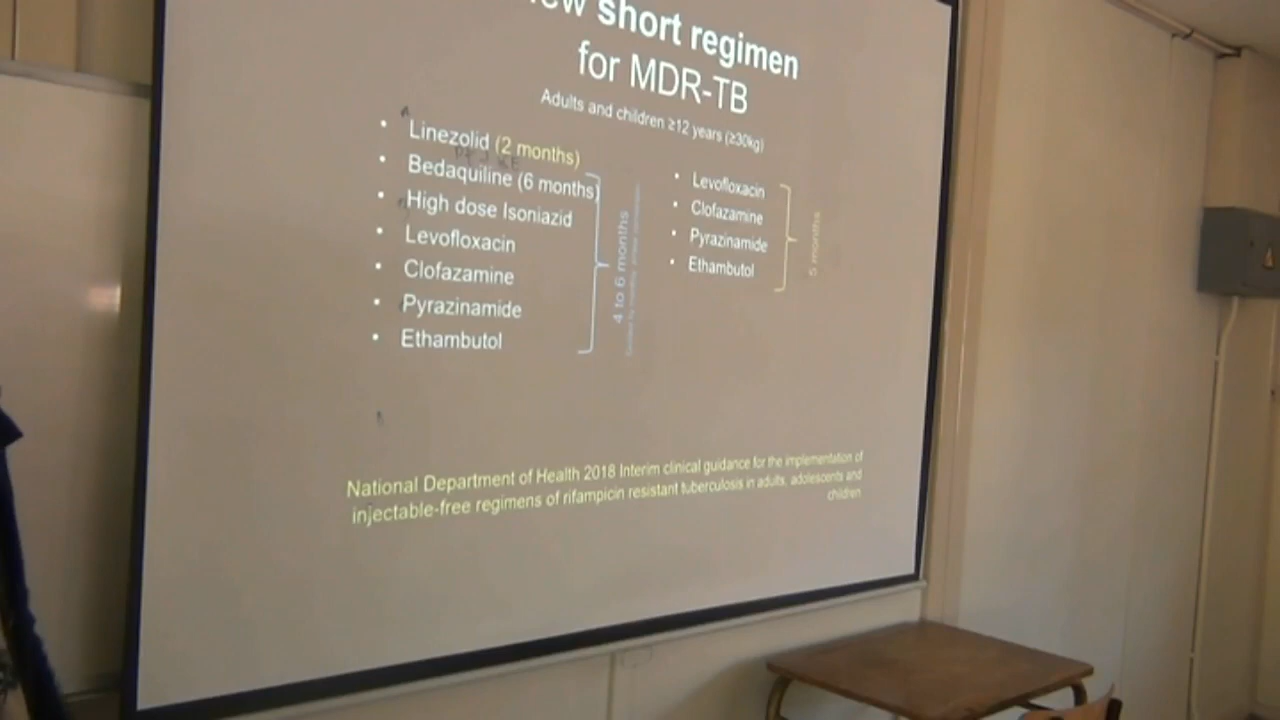 short regimen
for MDR-TB
Adults and children ≥12 years (≥30kg)
• Linezolid (2 months)
• Bedaquiline (6 months)
• High dose Isoniazid
• Levofloxacin
• Clofazamine
• Pyrazinamide
• Ethambutol
4 to 6 months
• Levofloxacin
• Clofazamine
• Pyrazinamide
• Ethambutol
5 months
National Department of Health 2018 Interim clinical guidance for the implementation of
injectable-free regimens of rifampicin resistant tuberculosis in adults, adolescents and
children